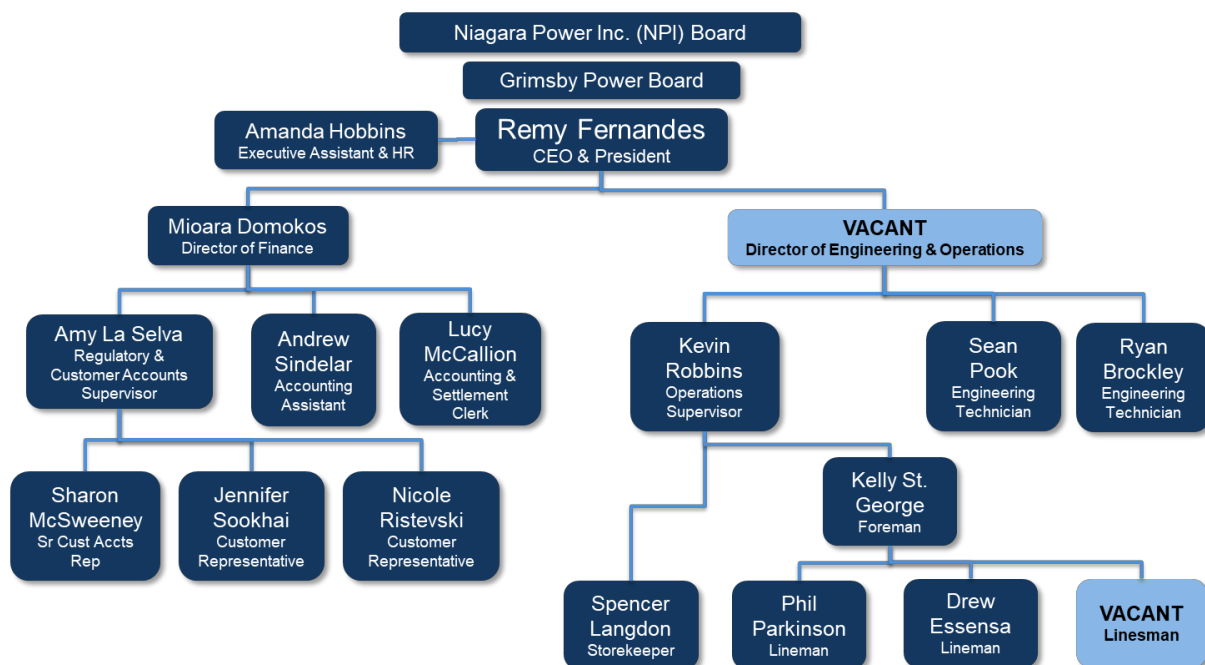 Niagara Power Inc. (NPI) Board
Grimsby Power Board
Amanda Hobbins
Executive Assistant & HR
Remy Fernandes
CEO & President
Mioara Domokos
Director of Finance
VACANT
Director of Engineering & Operations
Amy La Selva
Regulatory &
Customer Accounts
Supervisor
Andrew
Sindelar
Accounting
Assistant
Lucy
McCallion
Accounting &
Settlement
Clerk
Kevin
Robbins
Operations
Supervisor
Sean
Pook
Engineering
Technician
Ryan
Brockley
Engineering
Technician
Sharon
McSweeney
Sr Cust Accts
Rep
Jennifer
Sookhai
Customer
Representative
Nicole
Ristevski
Customer
Representative
Kelly St.
George
Foreman
Spencer
Langdon
Storekeeper
Phil
Parkinson
Lineman
Drew
Essensa
Lineman
VACANT
Linesman